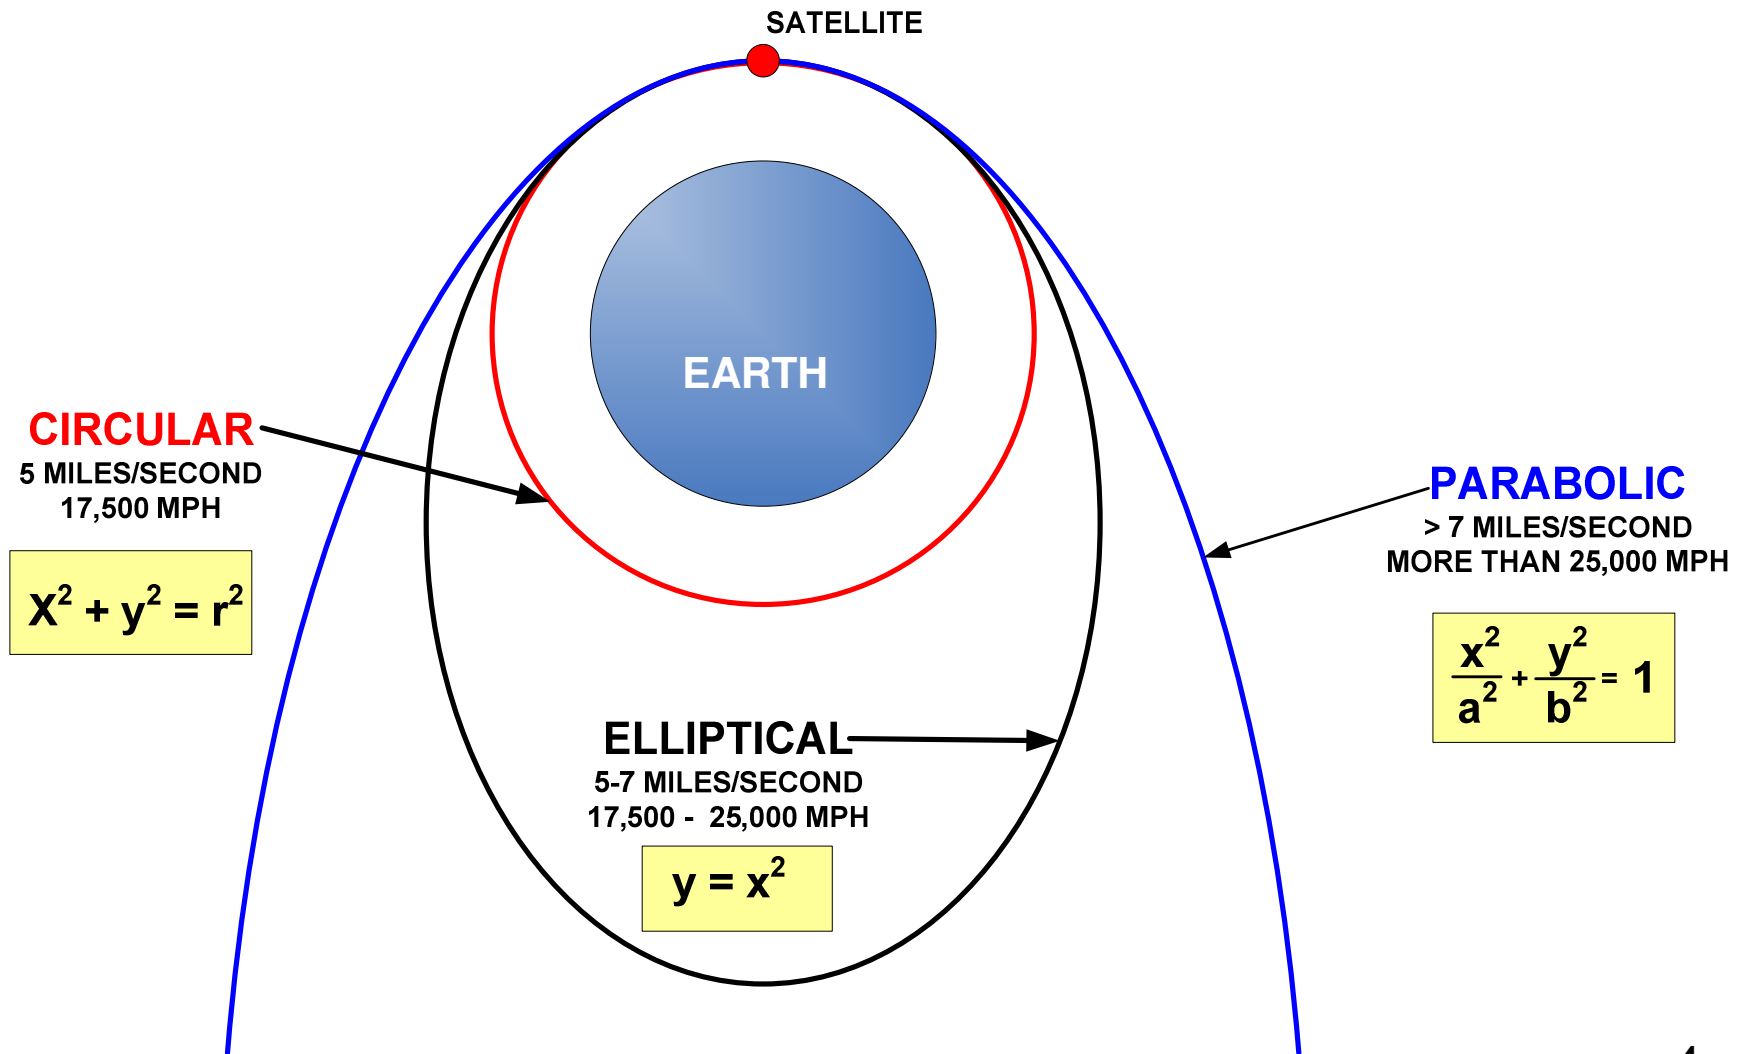 SATELLITE
EARTH
CIRCULAR
5 MILES/SECOND
17,500 MPH
X² + y² = r²
PARABOLIC
> 7 MILES/SECOND
MORE THAN 25,000 MPH
x²/a² + y²/b² = 1
ELLIPTICAL
5-7 MILES/SECOND
17,500 - 25,000 MPH
y = x²